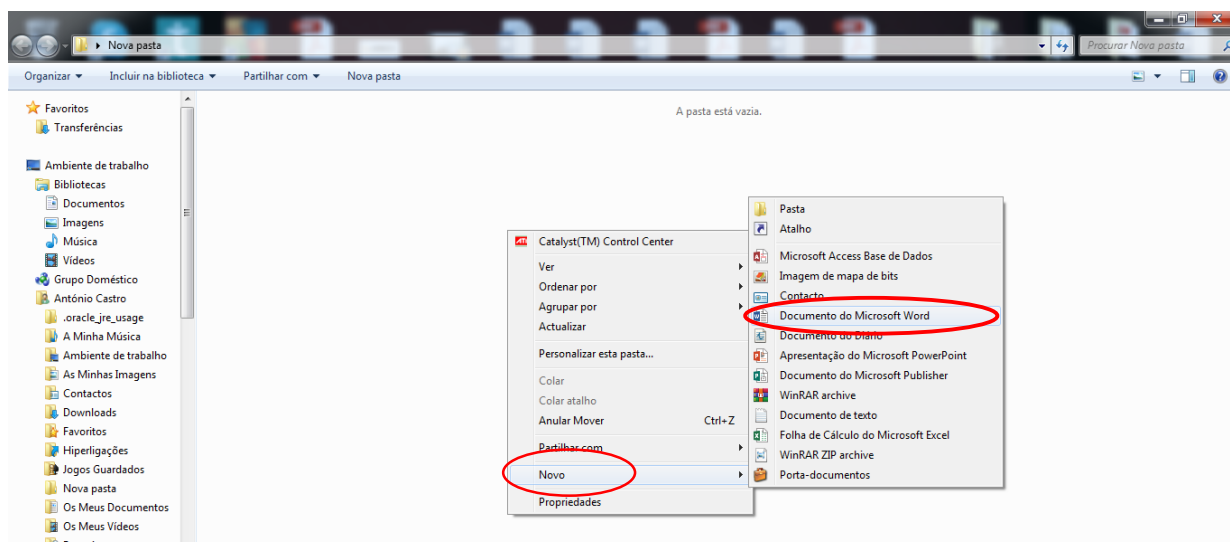 Nova pasta
Procurar Nova pasta
Organizar
Incluir na biblioteca
Partilhar com
Nova pasta
Favoritos
Transferências
Ambiente de trabalho
Bibliotecas
Documentos
Imagens
Música
Vídeos
Grupo Doméstico
António Castro
.oracle_jre_usage
A Minha Música
Ambiente de trabalho
As Minhas Imagens
Contactos
Downloads
Favoritos
Hiperligações
Jogos Guardados
Nova pasta
Os Meus Documentos
Os Meus Vídeos
A pasta está vazia.
Catalyst(TM) Control Center
Ver
Ordenar por
Agrupar por
Actualizar
Personalizar esta pasta...
Colar
Colar atalho
Anular Mover Ctrl+Z
Partilhar com
Novo
Propriedades
Pasta
Atalho
Microsoft Access Base de Dados
Imagem de mapa de bits
Contacto
Documento do Microsoft Word
Documento do Diário
Apresentação do Microsoft PowerPoint
Documento do Microsoft Publisher
WinRAR archive
Documento de texto
Folha de Cálculo do Microsoft Excel
WinRAR ZIP archive
Porta-documentos